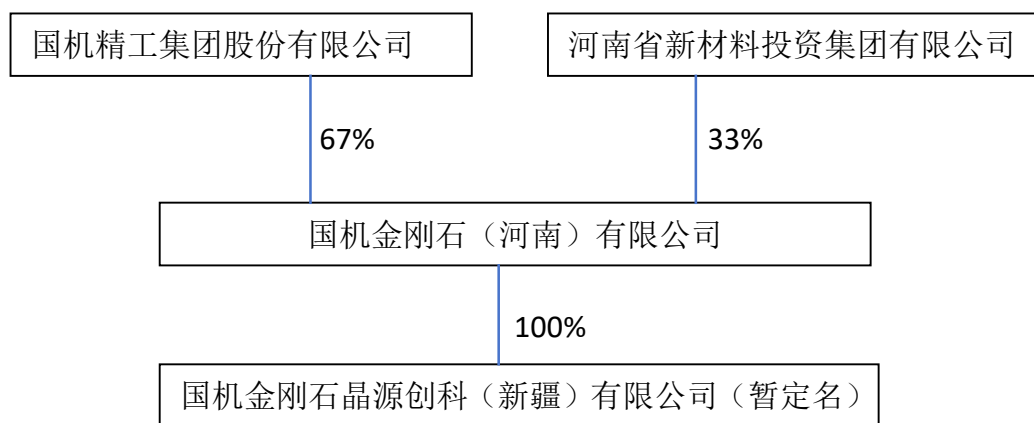 国机精工集团股份有限公司
河南省新材料投资集团有限公司
67%
33%
国机金刚石（河南）有限公司
100%
国机金刚石晶源创科（新疆）有限公司（暂定名）